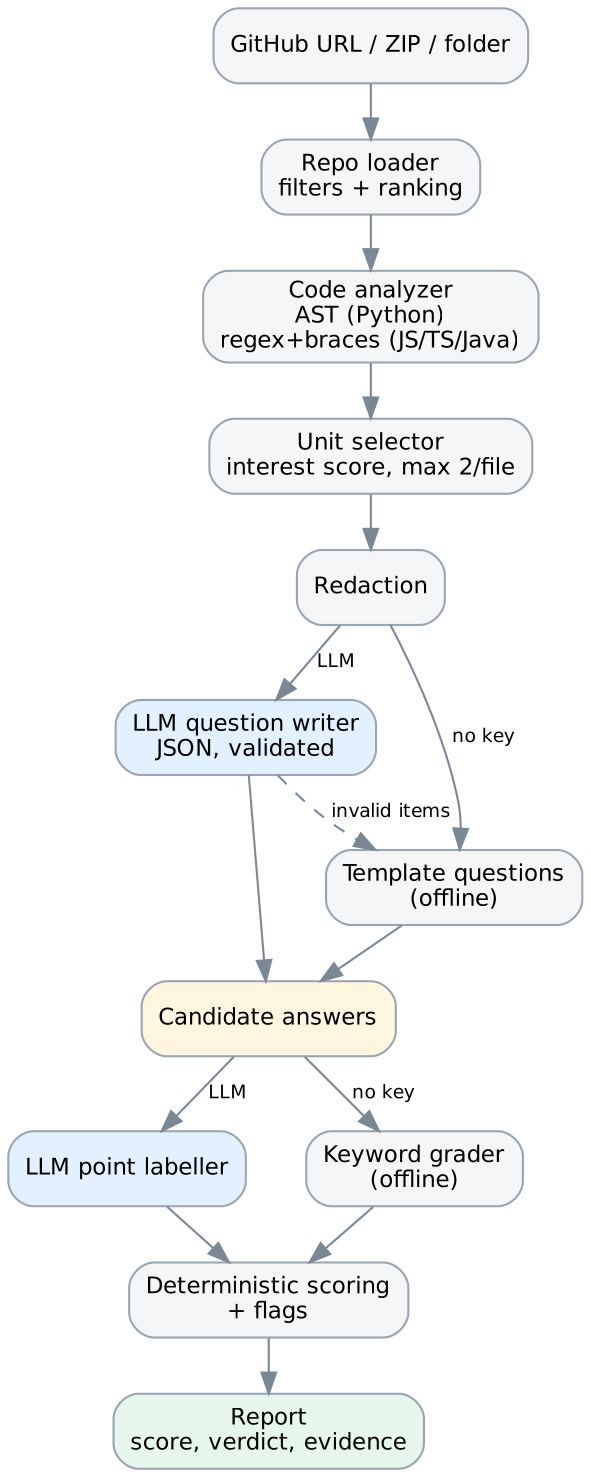 GitHub URL / ZIP / folder
Repo loader
filters + ranking
Code analyzer
AST (Python)
regex+braces (JS/TS/Java)
Unit selector
interest score, max 2/file
Redaction
LLM
LLM question writer
JSON, validated
no key
invalid items
Template questions
(offline)
Candidate answers
LLM
no key
LLM point labeller
Keyword grader
(offline)
Deterministic scoring
+ flags
Report
score, verdict, evidence